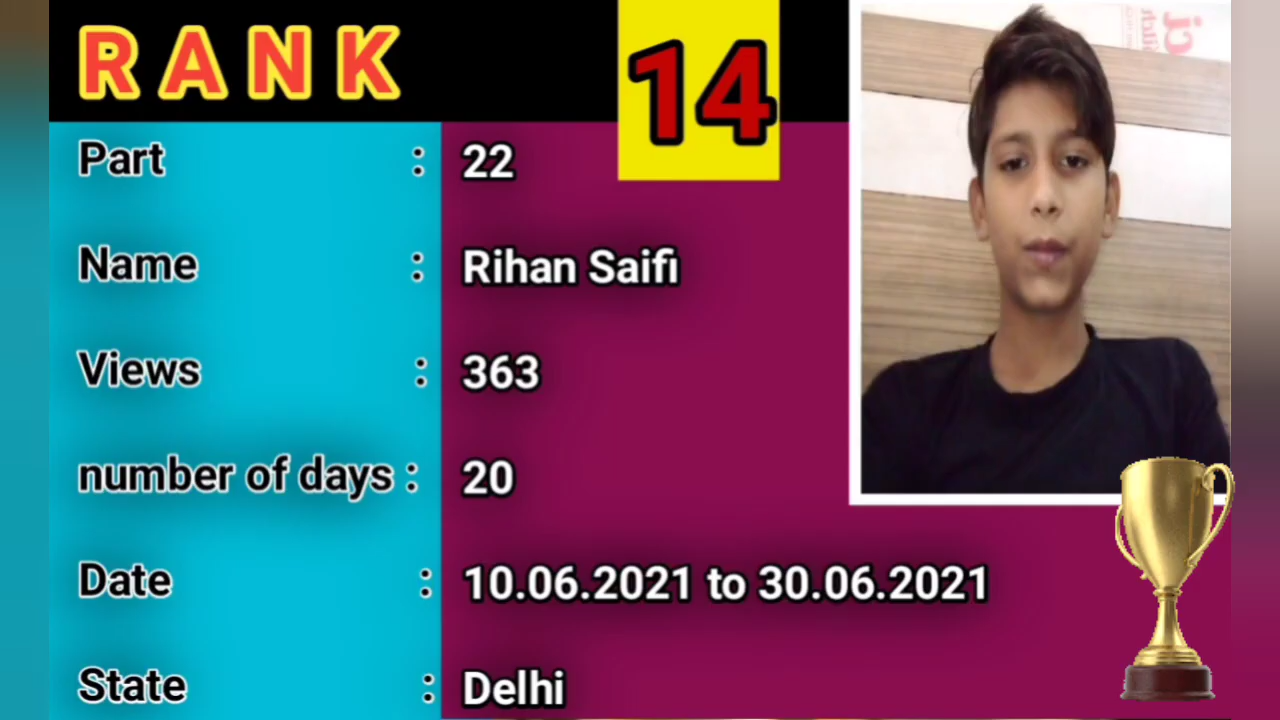 RANK
14
Part : 22
Name : Rihan Saifi
Views : 363
number of days : 20
Date : 10.06.2021 to 30.06.2021
State : Delhi